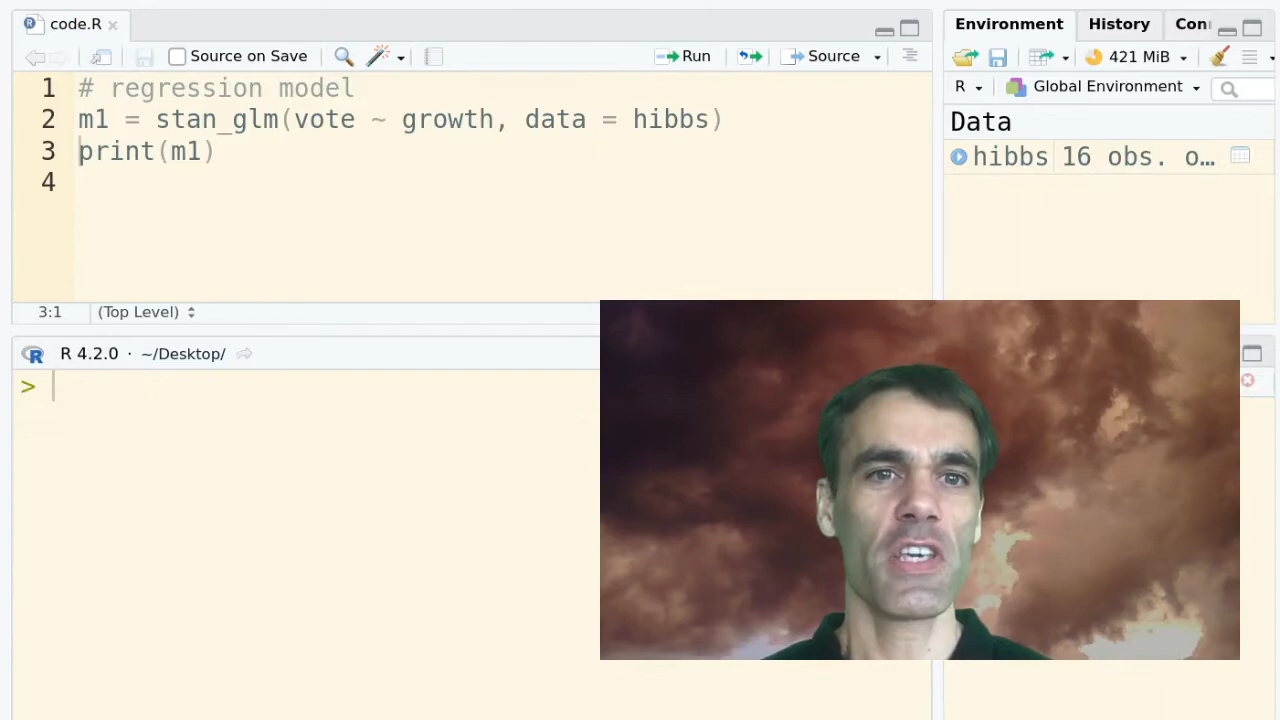 code.R
Source on Save
Run
Source
1 # regression model
2 m1 = stan_glm(vote ~ growth, data = hibbs)
3 print(m1)
4
3:1 (Top Level)
R 4.2.0 · ~/Desktop/
>
Environment History Con
421 MiB
R Global Environment
Data
hibbs 16 obs. o…